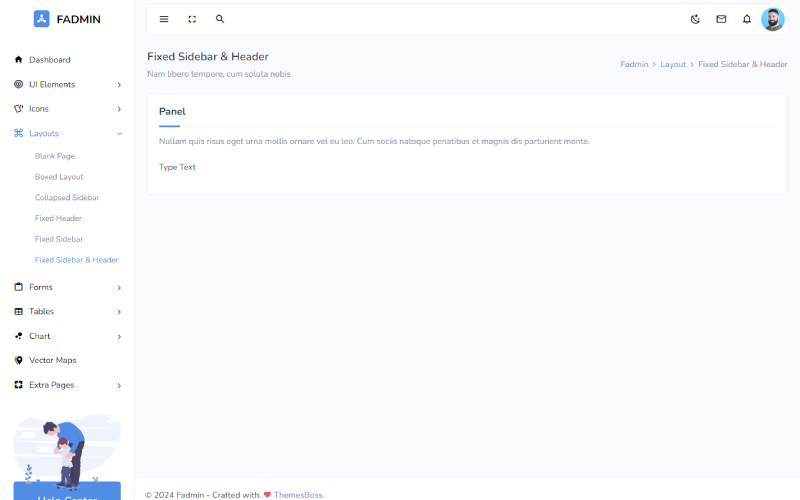 FADMIN
Dashboard
UI Elements
Icons
Layouts
Blank Page
Boxed Layout
Collapsed Sidebar
Fixed Header
Fixed Sidebar
Fixed Sidebar & Header
Forms
Tables
Chart
Vector Maps
Extra Pages
Help Center
Fixed Sidebar & Header
Nam libero tempore, cum soluta nobis
Fadmin > Layout > Fixed Sidebar & Header
Panel
Nullam quis risus eget urna mollis ornare vel eu leo. Cum sociis natoque penatibus et magnis dis parturient monte.
Type Text
© 2024 Fadmin - Crafted with. ❤ ThemesBoss.